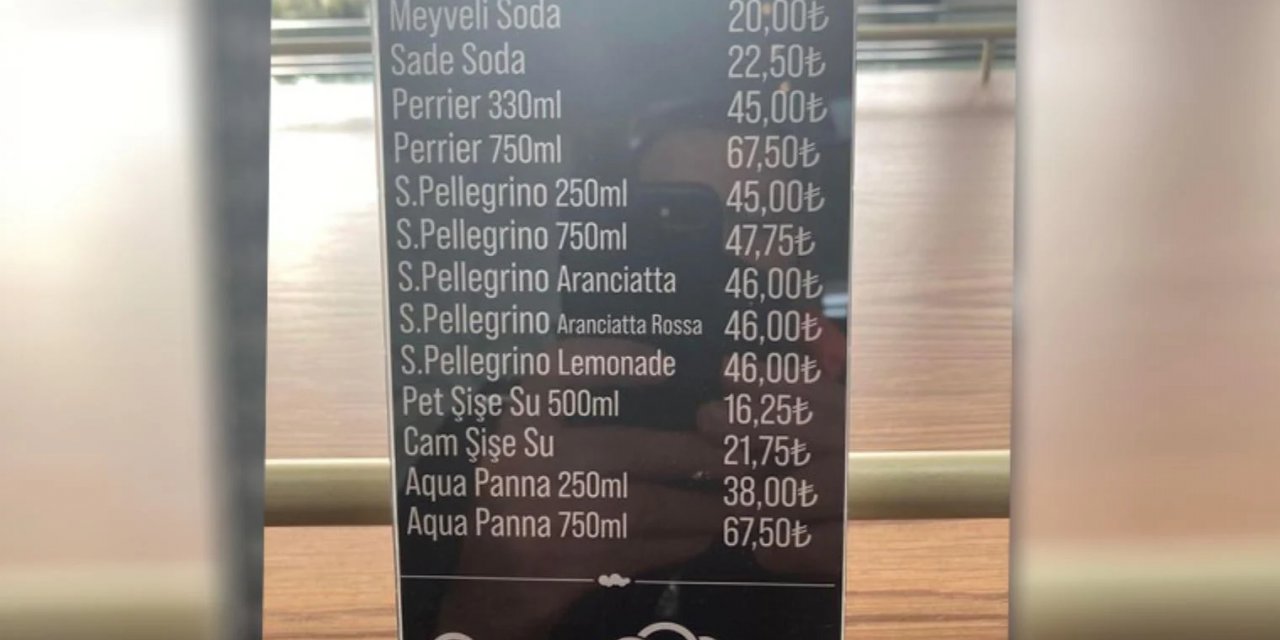 Meyveli Soda 20,00₺
Sade Soda 22,50₺
Perrier 330ml 45,00₺
Perrier 750ml 67,50₺
S.Pellegrino 250ml 45,00₺
S.Pellegrino 750ml 47,75₺
S.Pellegrino Aranciatta 46,00₺
S.Pellegrino Aranciatta Rossa 46,00₺
S.Pellegrino Lemonade 46,00₺
Pet Şişe Su 500ml 16,25₺
Cam Şişe Su 21,75₺
Aqua Panna 250ml 38,00₺
Aqua Panna 750ml 67,50₺